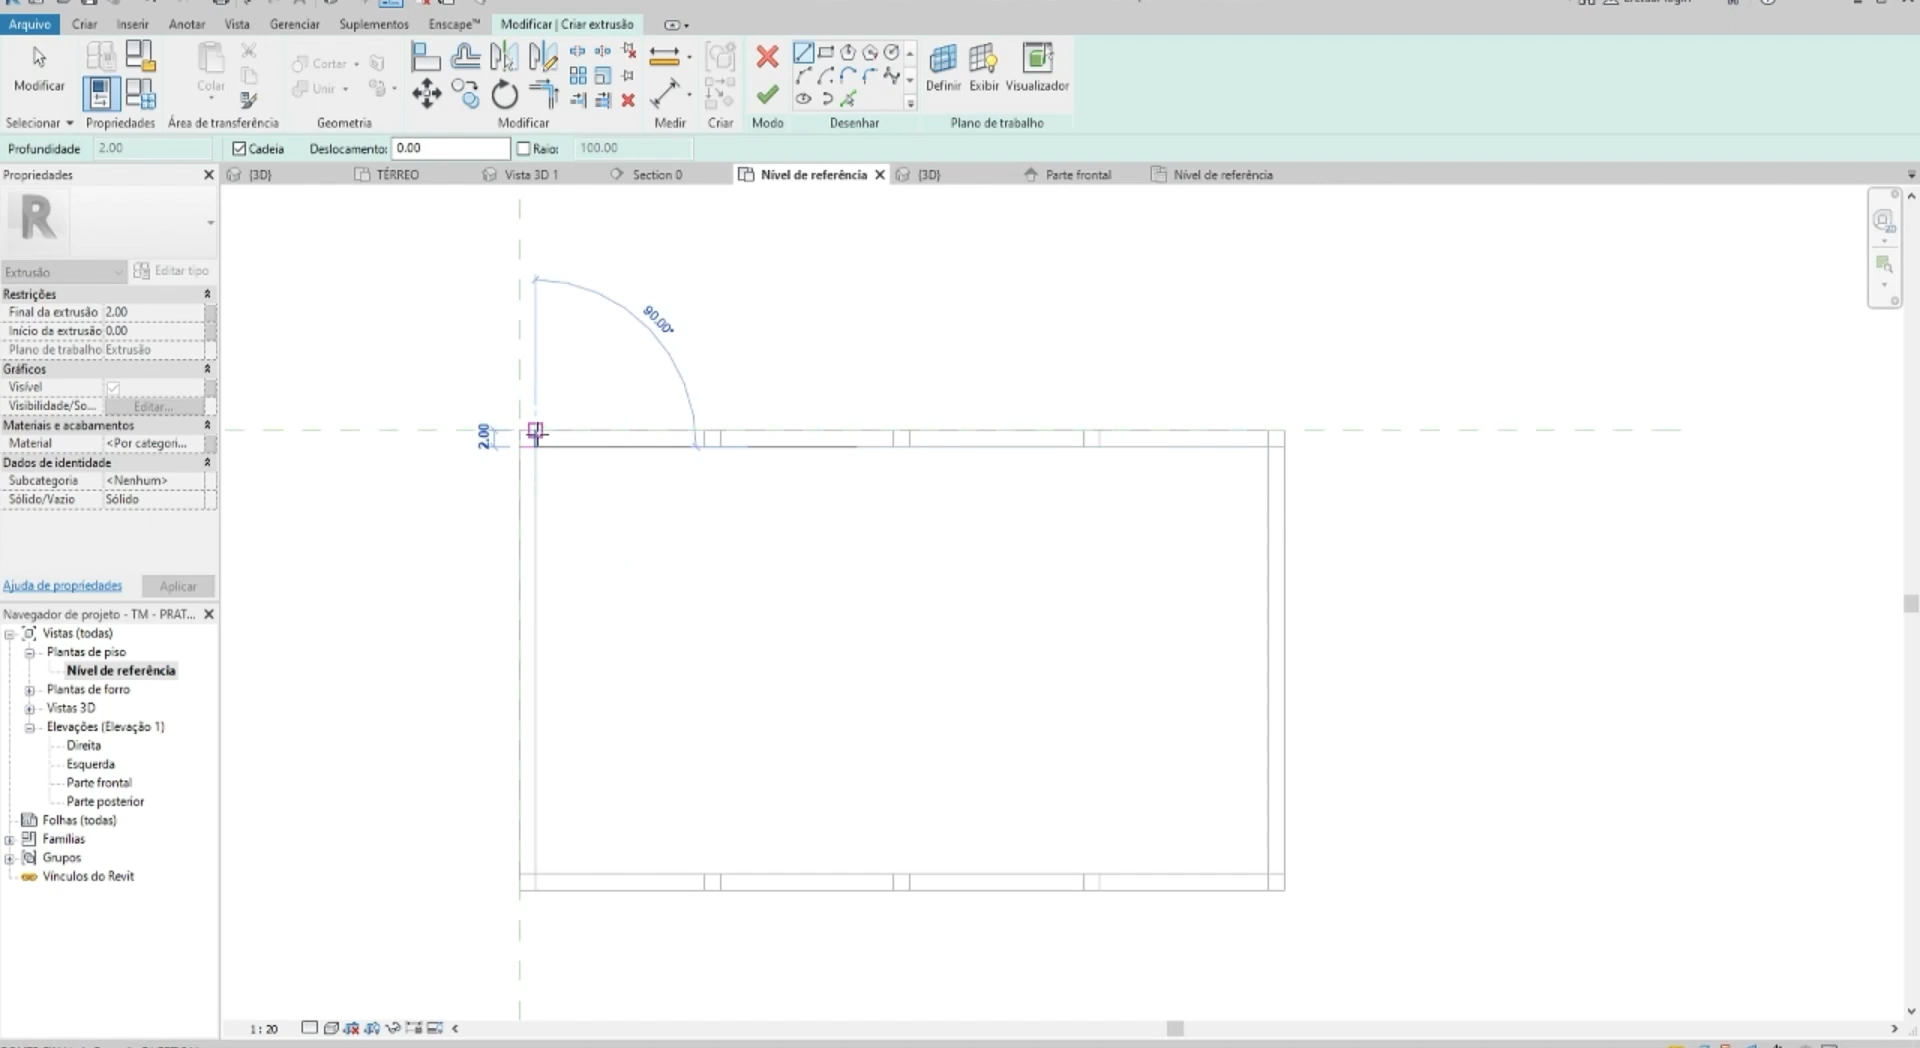 Arquivo Criar Inserir Anotar Vista Gerenciar Suplementos Enscape™ Modificar | Criar extrusão
Modificar Colar Cortar Unir Definir Exibir Visualizador
Selecionar Propriedades Área de transferência Geometria Modificar Medir Criar Modo Desenhar Plano de trabalho
Profundidade 2.00 Cadeia Deslocamento: 0.00 Raio: 100.00
Propriedades {3D} TÉRREO Vista 3D 1 Section 0 Nível de referência {3D} Parte frontal Nível de referência
R
Extrusão Editar tipo
Restrições
Final da extrusão 2.00
Início da extrusão 0.00
Plano de trabalho Extrusão
Gráficos
Visível
Visibilidade/So... Editar...
Materiais e acabamentos
Material <Por categori...
Dados de identidade
Subcategoria <Nenhum>
Sólido/Vazio Sólido
Ajuda de propriedades Aplicar
Navegador de projeto - TM - PRAT...
Vistas (todas)
Plantas de piso
Nível de referência
Plantas de forro
Vistas 3D
Elevações (Elevação 1)
Direita
Esquerda
Parte frontal
Parte posterior
Folhas (todas)
Famílias
Grupos
Vínculos do Revit
90.00°
2.00
1 : 20